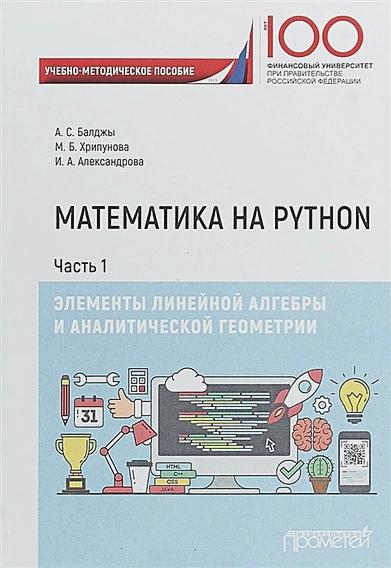 ЛЕТ 100
ФИНАНСОВЫЙ УНИВЕРСИТЕТ
ПРИ ПРАВИТЕЛЬСТВЕ
РОССИЙСКОЙ ФЕДЕРАЦИИ
УЧЕБНО-МЕТОДИЧЕСКОЕ ПОСОБИЕ
А. С. Балджы
М. Б. Хрипунова
И. А. Александрова
МАТЕМАТИКА НА PYTHON
Часть 1
ЭЛЕМЕНТЫ ЛИНЕЙНОЙ АЛГЕБРЫ
И АНАЛИТИЧЕСКОЙ ГЕОМЕТРИИ
31
HTML
C++
CSS
JAVA
ИЗДАТЕЛЬСТВО
Прометей